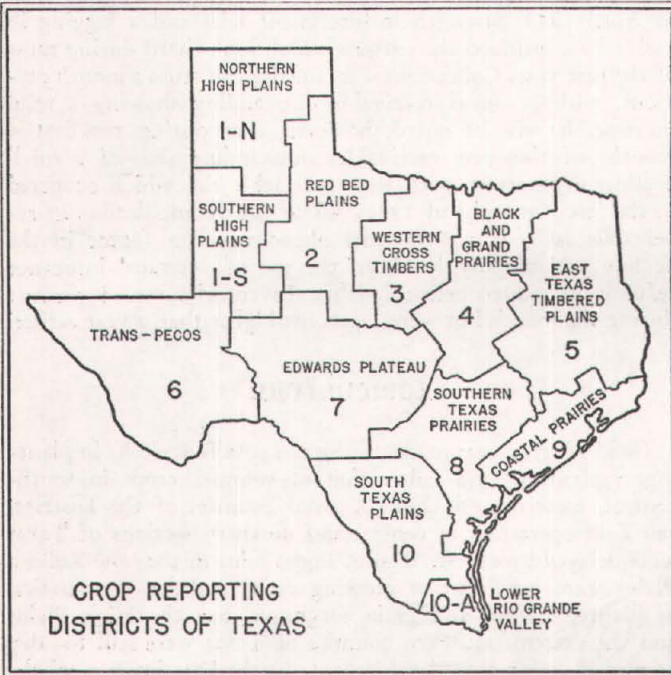 NORTHERN
HIGH PLAINS
1-N
RED BED
PLAINS
2
SOUTHERN
HIGH
PLAINS
1-S
WESTERN
CROSS
TIMBERS
3
BLACK
AND
GRAND
PRAIRIES
4
EAST
TEXAS
TIMBERED
PLAINS
5
TRANS-PECOS
6
EDWARDS PLATEAU
7
SOUTHERN
TEXAS
PRAIRIES
8
COASTAL PRAIRIES
9
SOUTH
TEXAS
PLAINS
10
10-A
LOWER
RIO GRANDE
VALLEY
CROP REPORTING
DISTRICTS OF TEXAS